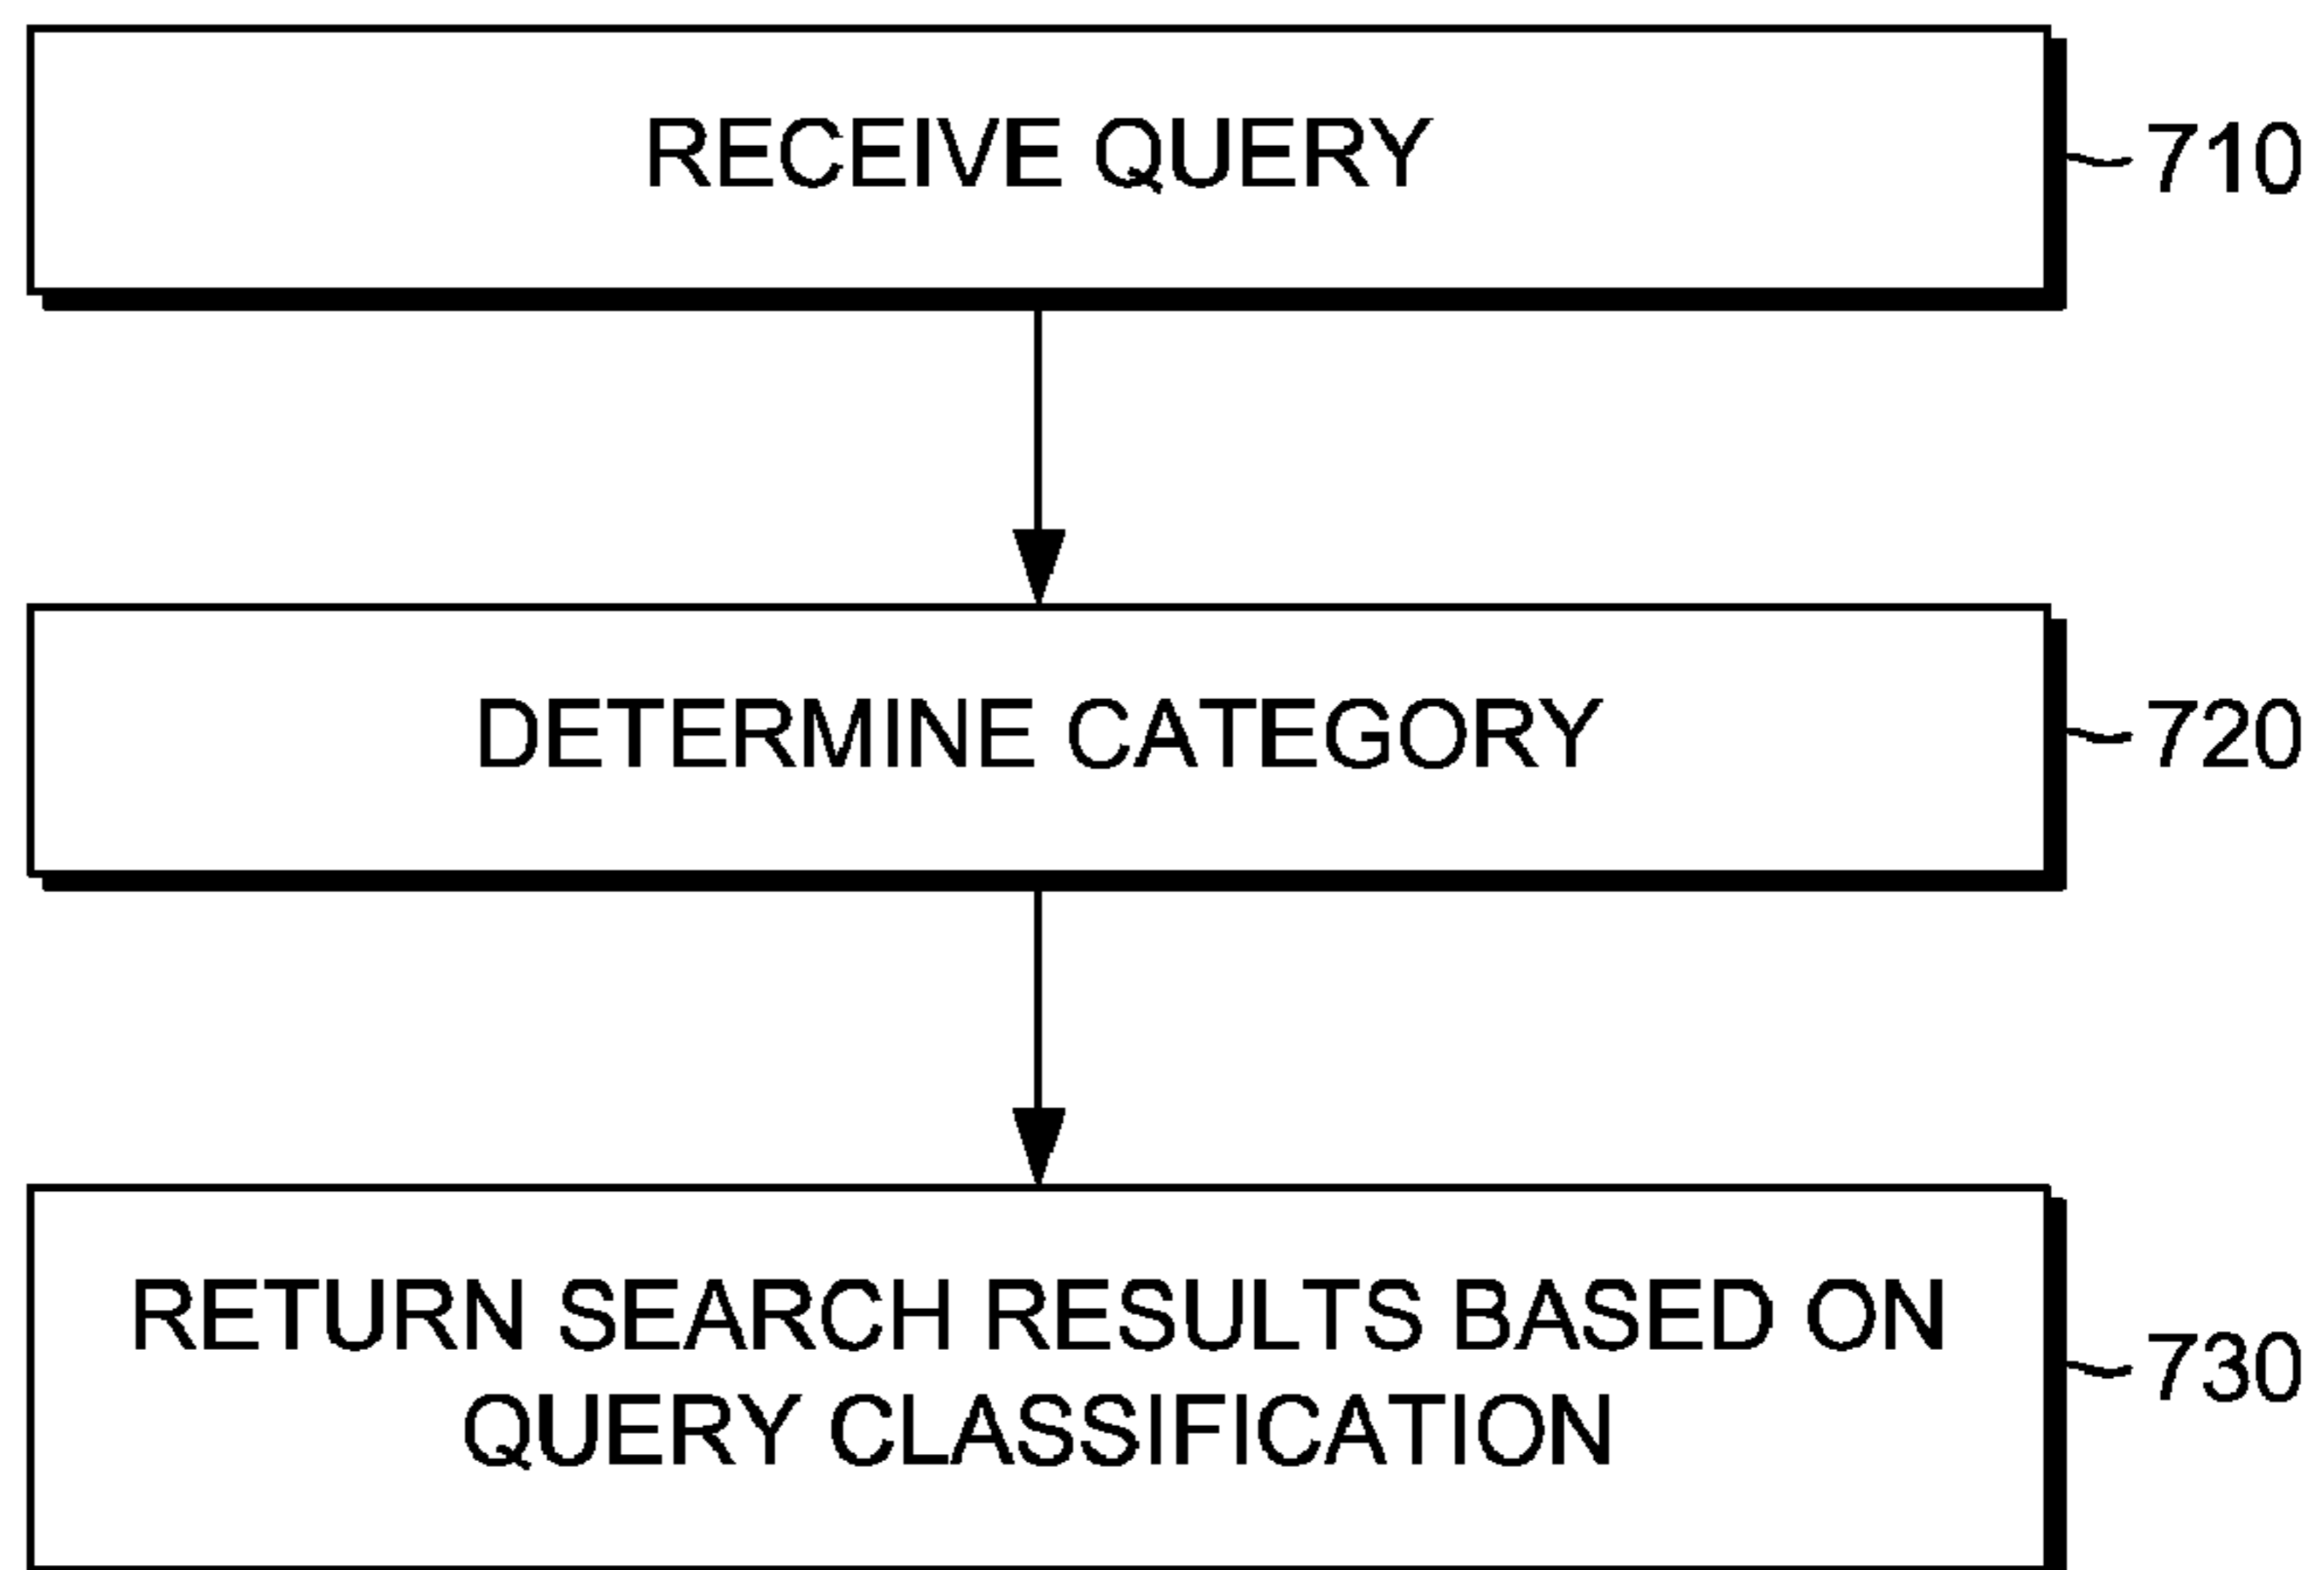 RECEIVE QUERY
710
DETERMINE CATEGORY
720
RETURN SEARCH RESULTS BASED ON
QUERY CLASSIFICATION
730